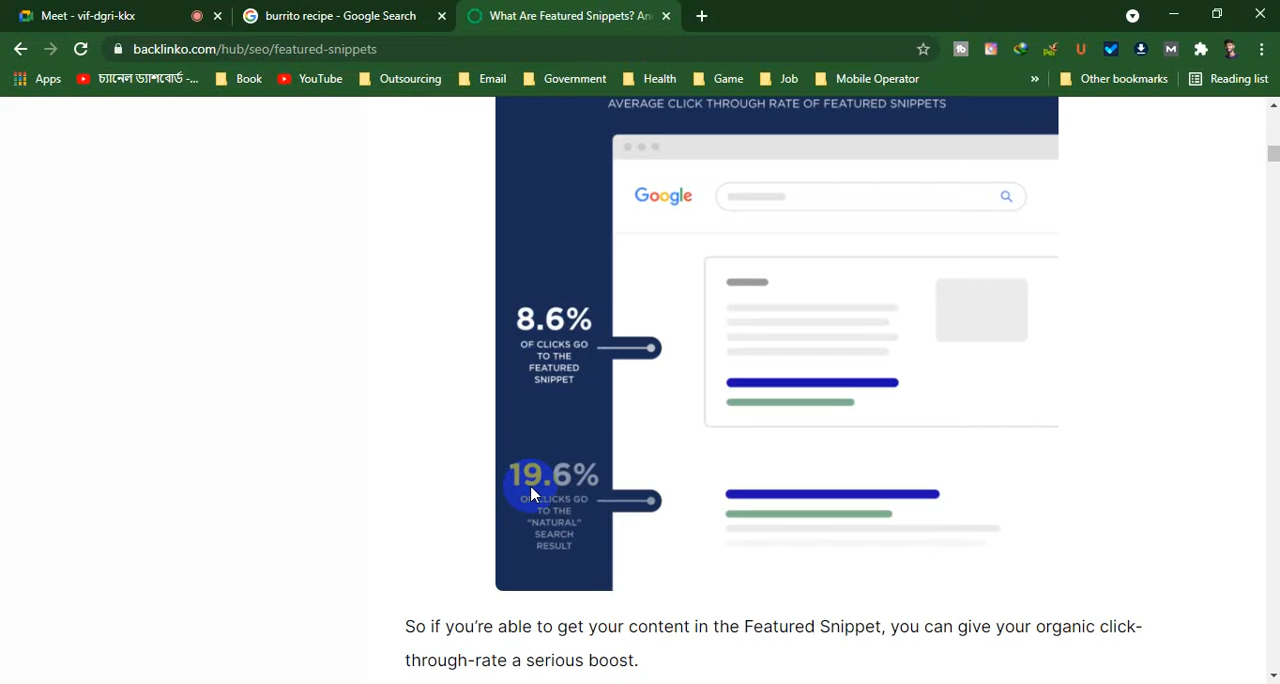 Meet - vif-dgri-kkx
burrito recipe - Google Search
What Are Featured Snippets? An
backlinko.com/hub/seo/featured-snippets
Apps
চ্যানেল ড্যাশবোর্ড -...
Book
YouTube
Outsourcing
Email
Government
Health
Game
Job
Mobile Operator
»
Other bookmarks
Reading list
AVERAGE CLICK THROUGH RATE OF FEATURED SNIPPETS
Google
8.6%
OF CLICKS GO
TO THE
FEATURED
SNIPPET
19.6%
OF CLICKS GO
TO THE
"NATURAL"
SEARCH
RESULT
So if you're able to get your content in the Featured Snippet, you can give your organic click-
through-rate a serious boost.